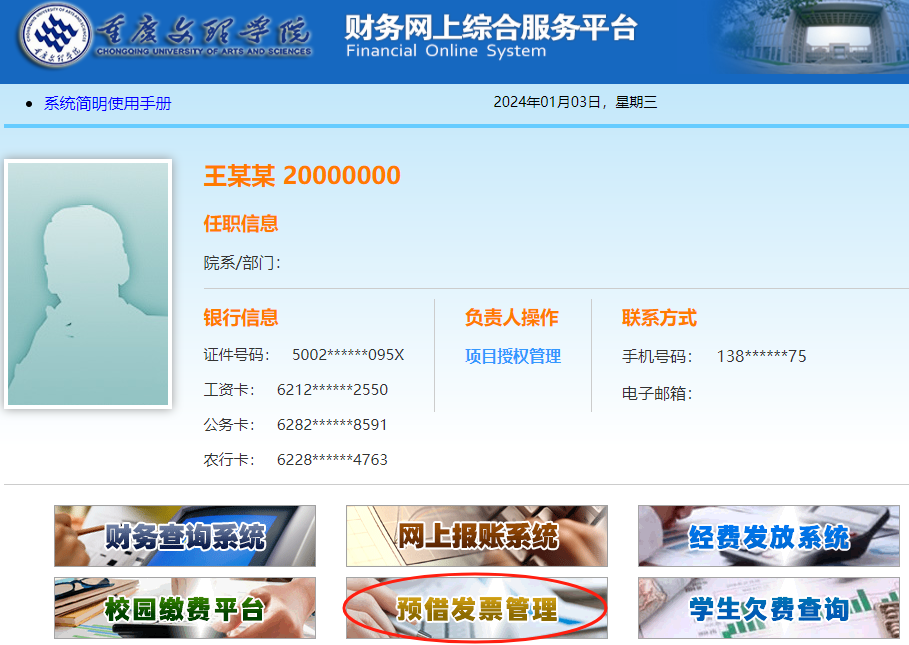 重庆文理学院
CHONGQING UNIVERSITY OF ARTS AND SCIENCES
财务网上综合服务平台
Financial Online System
系统简明使用手册
2024年01月03日，星期三
王某某 20000000
任职信息
院系/部门：
银行信息
证件号码： 5002******095X
工资卡： 6212******2550
公务卡： 6282******8591
农行卡： 6228******4763
负责人操作
项目授权管理
联系方式
手机号码： 138******75
电子邮箱：
财务查询系统
网上报账系统
经费发放系统
校园缴费平台
预借发票管理
学生欠费查询